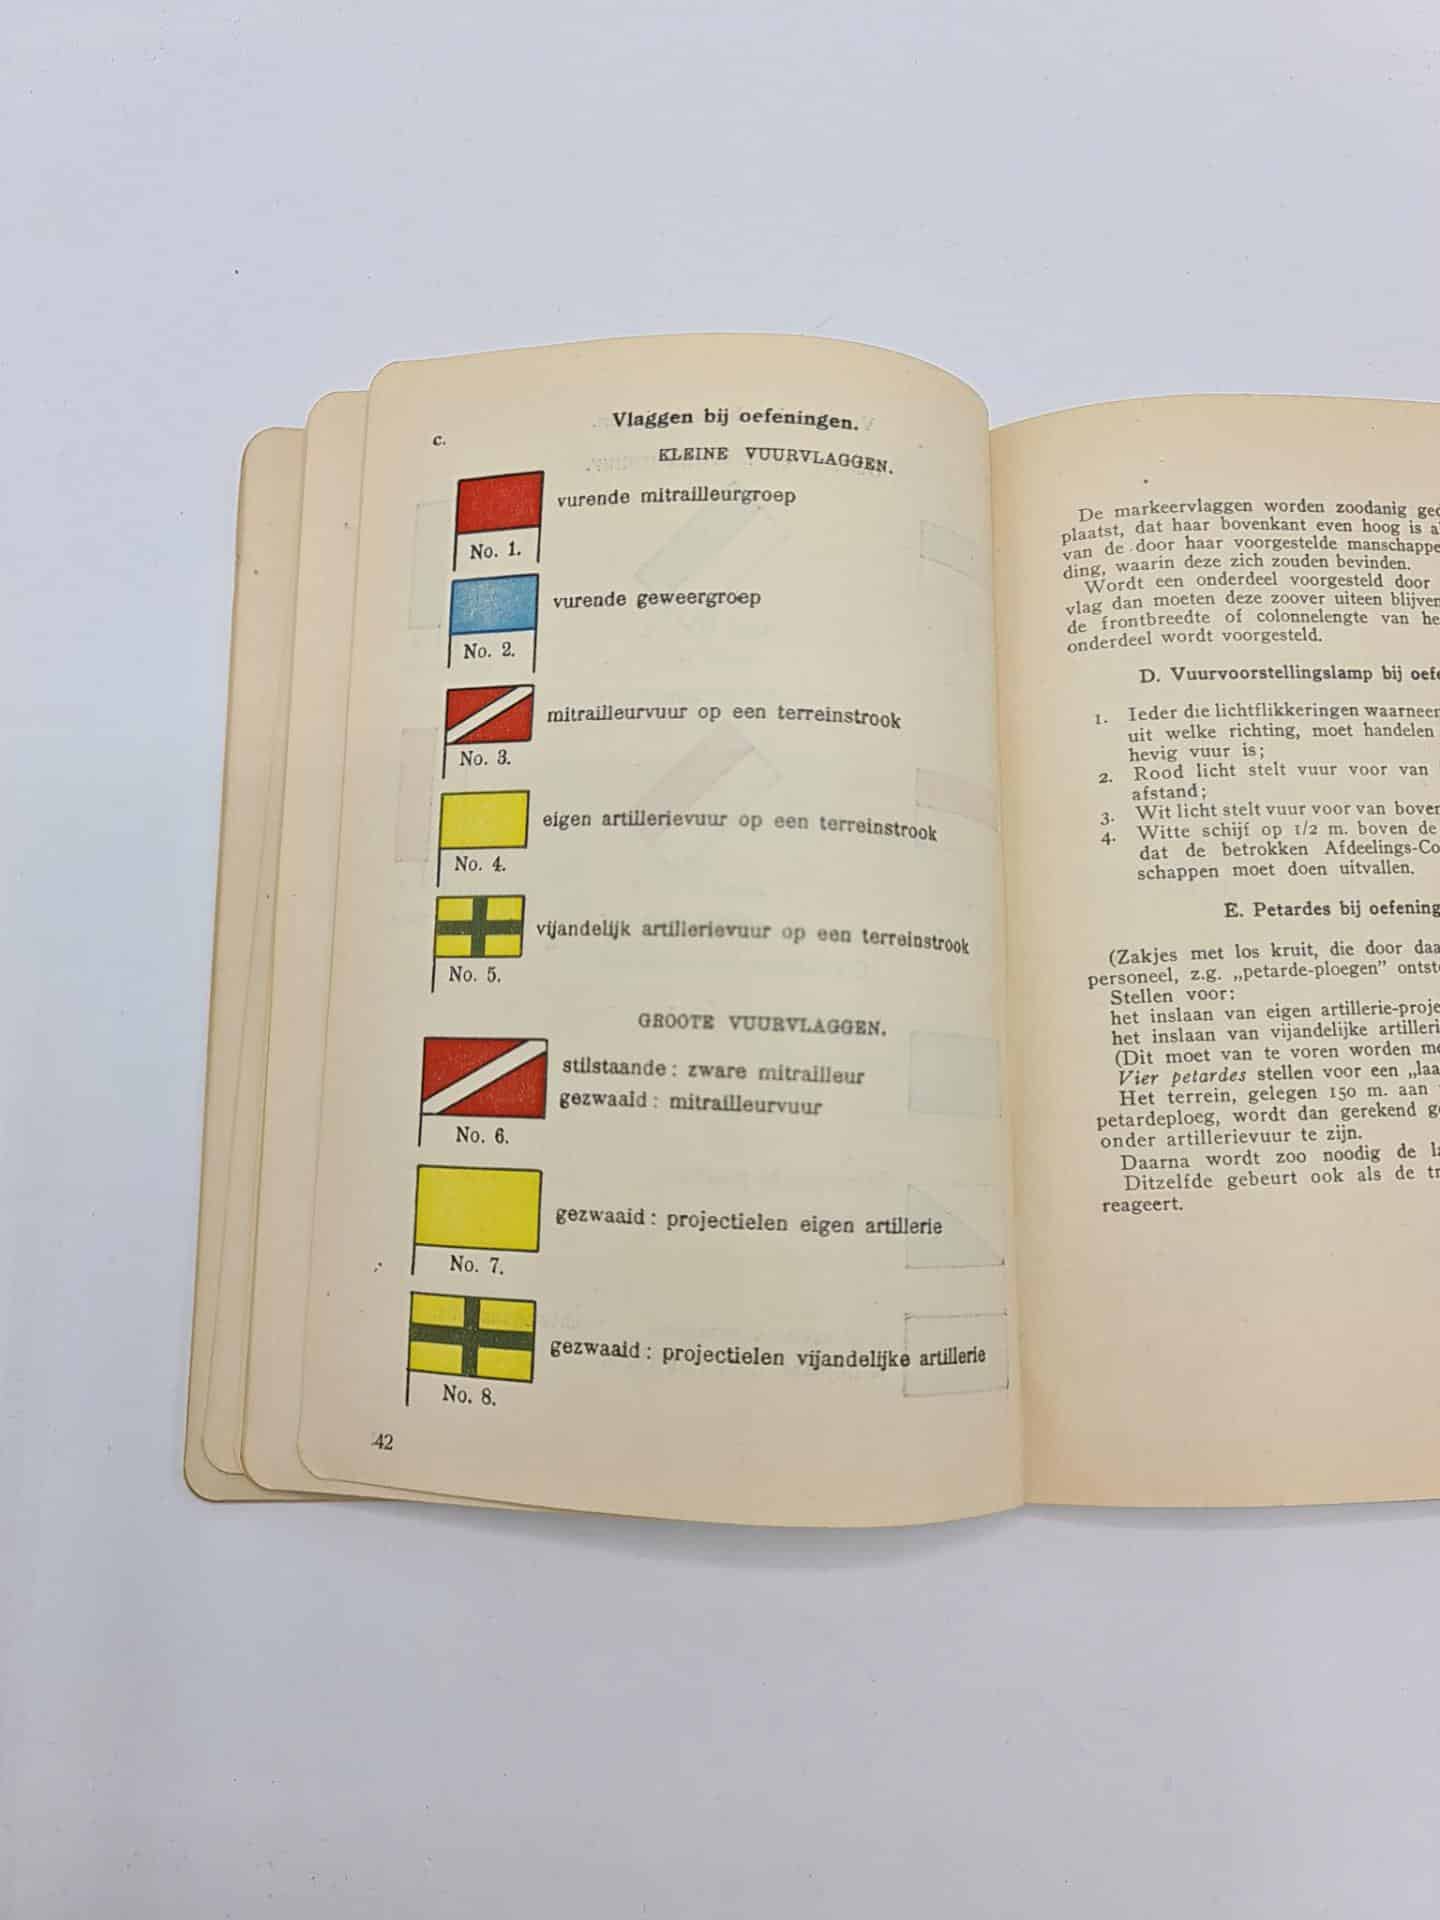 c.
Vlaggen bij oefeningen.
KLEINE VUURVLAGGEN.
vurende mitrailleurgroep
No. 1.
vurende geweergroep
No. 2.
mitrailleurvuur op een terreinstrook
No. 3.
eigen artillerievuur op een terreinstrook
No. 4.
vijandelijk artillerievuur op een terreinstrook
No. 5.
GROOTE VUURVLAGGEN.
stilstaande : zware mitrailleur
gezwaaid : mitrailleurvuur
No. 6.
gezwaaid : projectielen eigen artillerie
No. 7.
gezwaaid : projectielen vijandelijke artillerie
No. 8.
42
De markeervlaggen worden zoodanig
plaatst, dat haar bovenkant even hoog is
van de door haar voorgestelde
ding, waarin deze zich zouden bevinden.
Wordt een onderdeel voorgesteld door
vlag dan moeten deze zoover uiteen
de frontbreedte of colonnelengte van
onderdeel wordt voorgesteld.
D. Vuurvoorstellingslamp bij
1. Ieder die lichtflikkeringen
uit welke richting, moet handelen
hevig vuur is;
2. Rood licht stelt vuur voor van
afstand;
3. Wit licht stelt vuur voor van
4. Witte schijf op 1/2 m. boven de
dat de betrokken
schappen moet doen uitvallen.
E. Petardes bij
(Zakjes met los kruit, die door
personeel, z.g. „petarde-ploegen”
Stellen voor:
het inslaan van eigen
het inslaan van vijandelijke
(Dit moet van te voren worden
Vier petardes stellen voor een
Het terrein, gelegen 150 m. aan
petardeploeg, wordt dan gerekend
onder artillerievuur te zijn.
Daarna wordt zoo noodig de
Ditzelfde gebeurt ook als de
reageert.